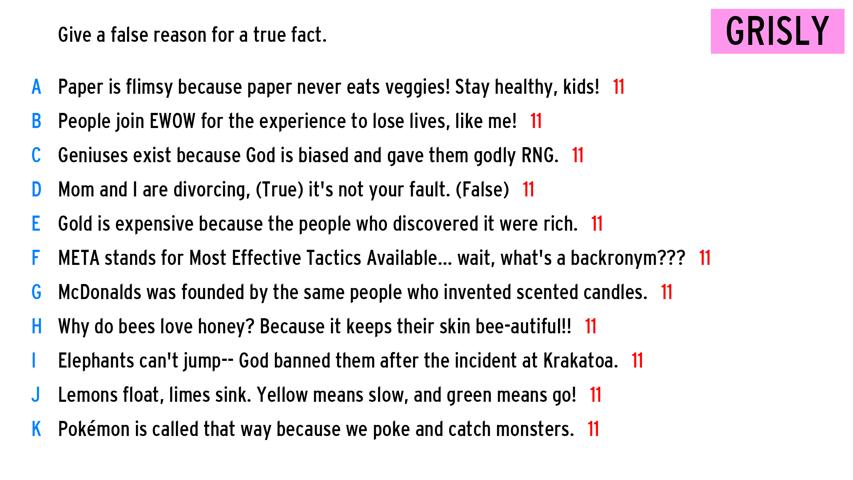 Give a false reason for a true fact.
GRISLY
A Paper is flimsy because paper never eats veggies! Stay healthy, kids! 11
B People join EWOW for the experience to lose lives, like me! 11
C Geniuses exist because God is biased and gave them godly RNG. 11
D Mom and I are divorcing, (True) it's not your fault. (False) 11
E Gold is expensive because the people who discovered it were rich. 11
F META stands for Most Effective Tactics Available... wait, what's a backronym??? 11
G McDonalds was founded by the same people who invented scented candles. 11
H Why do bees love honey? Because it keeps their skin bee-autiful!! 11
I Elephants can't jump-- God banned them after the incident at Krakatoa. 11
J Lemons float, limes sink. Yellow means slow, and green means go! 11
K Pokémon is called that way because we poke and catch monsters. 11